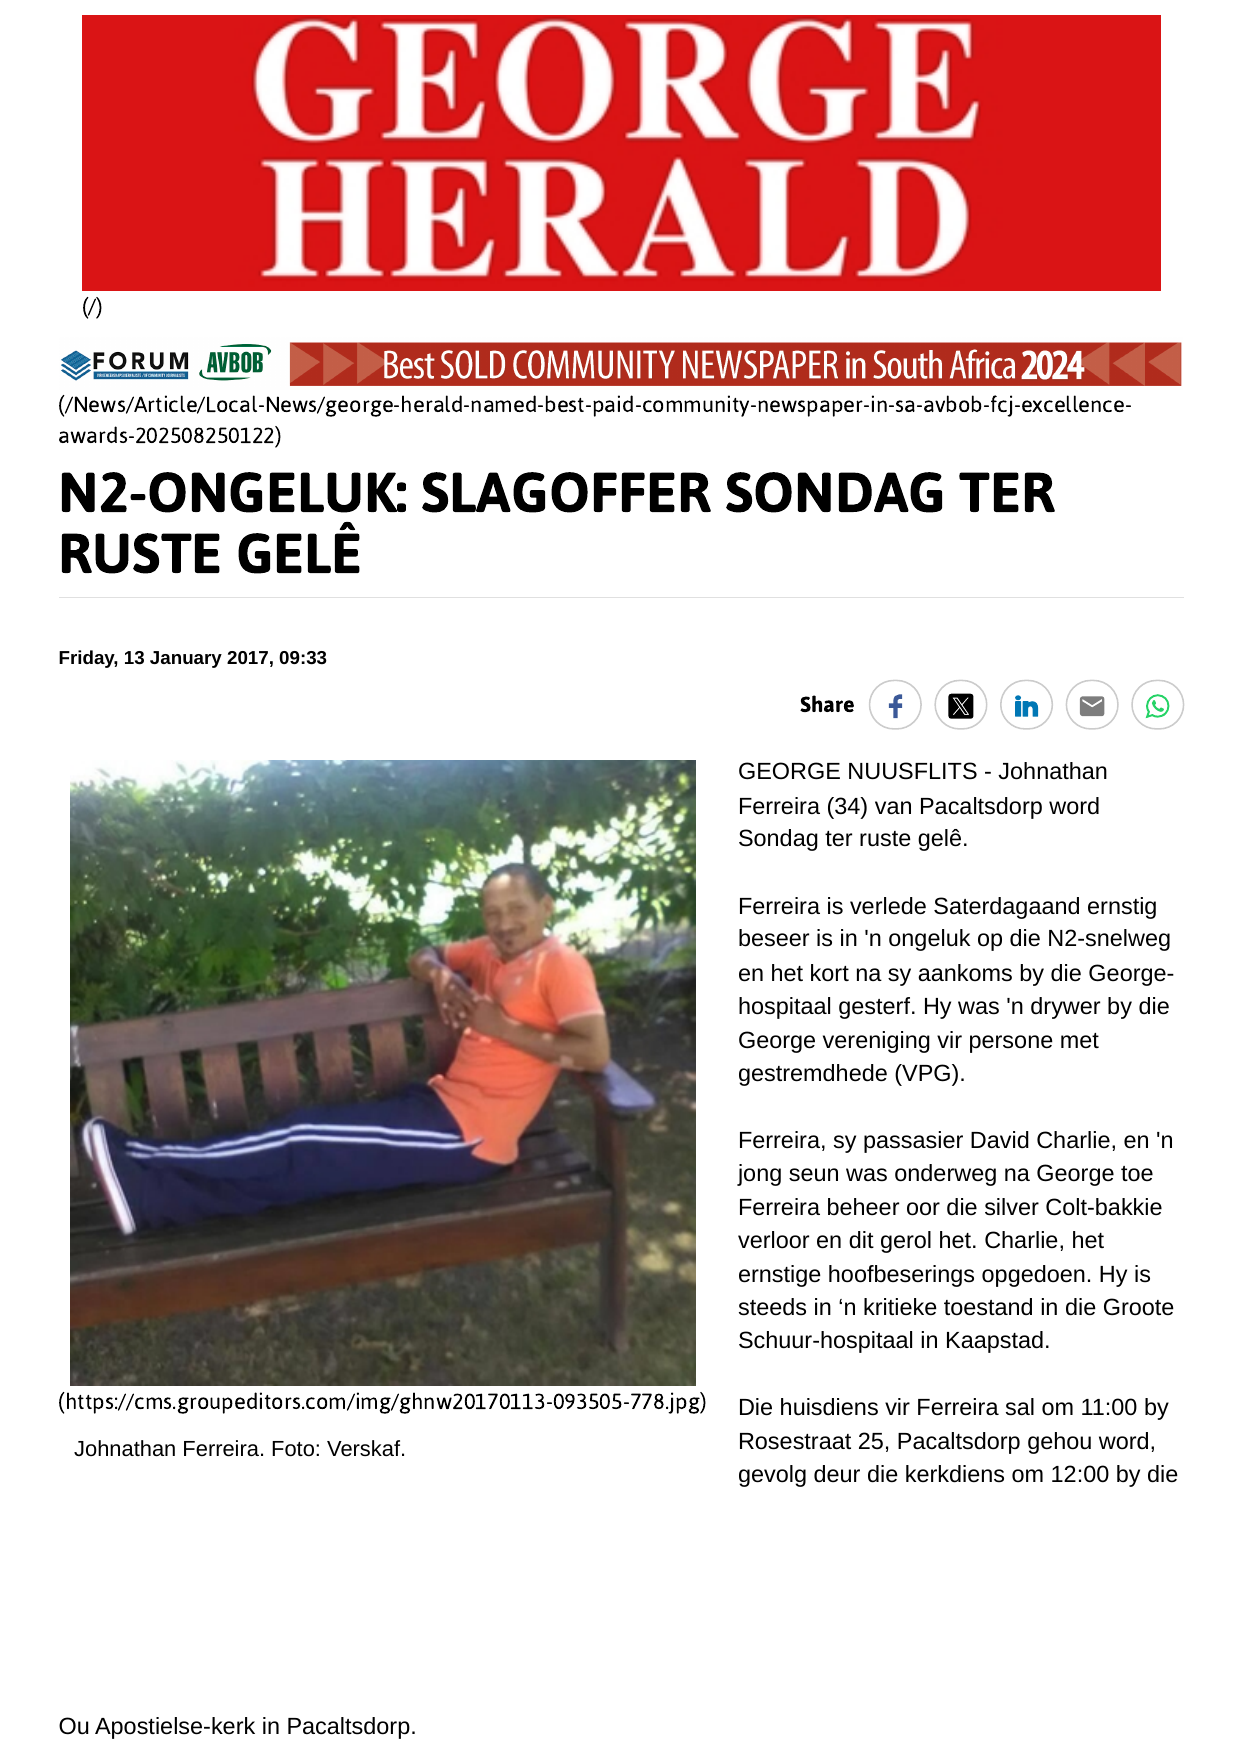 GEORGE
HERALD
(/)
FORUM AVBOB Best SOLD COMMUNITY NEWSPAPER in South Africa 2024
(/News/Article/Local-News/george-herald-named-best-paid-community-newspaper-in-sa-avbob-fcj-excellence-
awards-202508250122)
N2-ONGELUK: SLAGOFFER SONDAG TER
RUSTE GELÊ
Friday, 13 January 2017, 09:33
Share
GEORGE NUUSFLITS - Johnathan
Ferreira (34) van Pacaltsdorp word
Sondag ter ruste gelê.
Ferreira is verlede Saterdagaand ernstig
beseer is in 'n ongeluk op die N2-snelweg
en het kort na sy aankoms by die George-
hospitaal gesterf. Hy was 'n drywer by die
George vereniging vir persone met
gestremdhede (VPG).
Ferreira, sy passasier David Charlie, en 'n
jong seun was onderweg na George toe
Ferreira beheer oor die silver Colt-bakkie
verloor en dit gerol het. Charlie, het
ernstige hoofbeserings opgedoen. Hy is
steeds in ‘n kritieke toestand in die Groote
Schuur-hospitaal in Kaapstad.
(https://cms.groupeditors.com/img/ghnw20170113-093505-778.jpg)
Johnathan Ferreira. Foto: Verskaf.
Die huisdiens vir Ferreira sal om 11:00 by
Rosestraat 25, Pacaltsdorp gehou word,
gevolg deur die kerkdiens om 12:00 by die
Ou Apostielse-kerk in Pacaltsdorp.